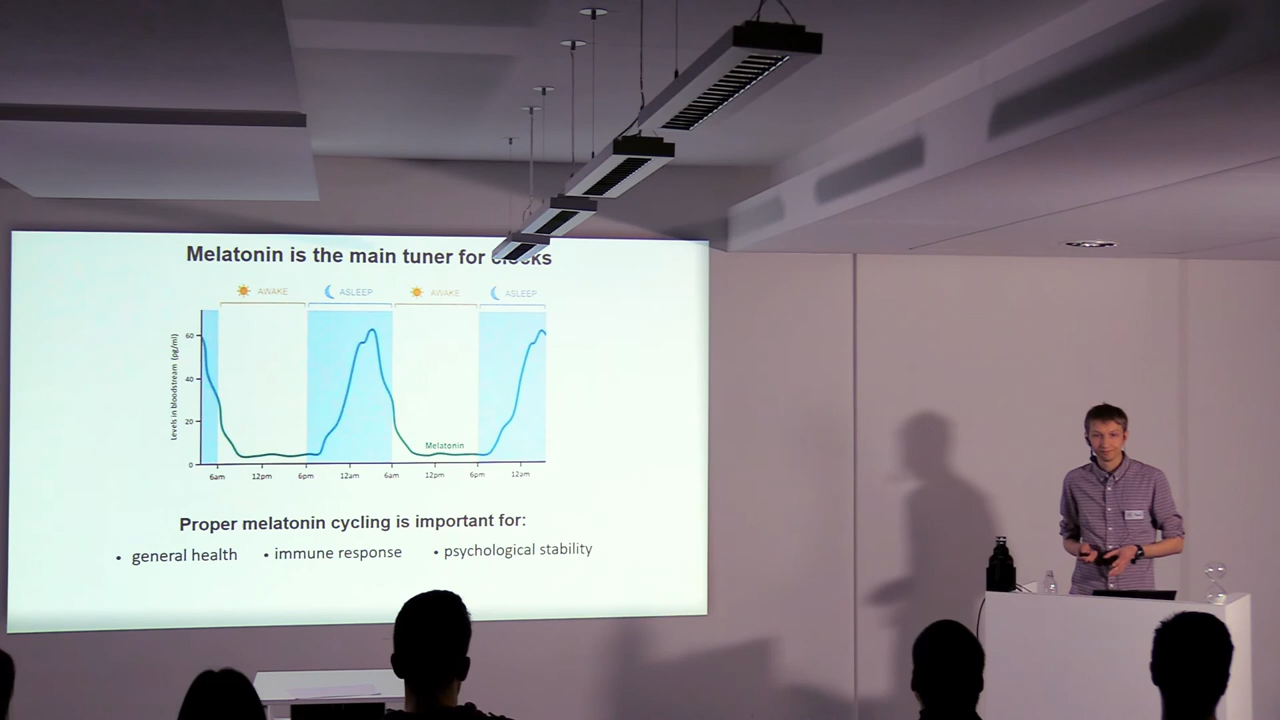 Melatonin is the main tuner for clocks
AWAKE ASLEEP AWAKE ASLEEP
Levels in bloodstream (pg/ml)
60
40
20
0
Melatonin
6am 12pm 6pm 12am 6am 12pm 6pm 12am
Proper melatonin cycling is important for:
• general health • immune response • psychological stability